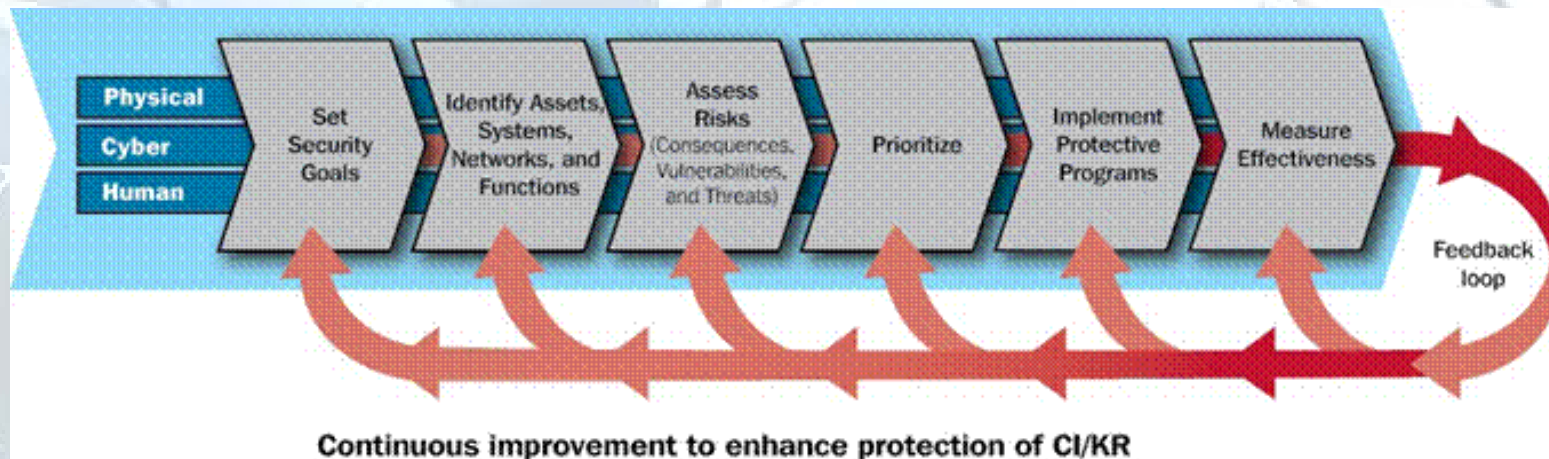 Physical
Cyber
Human
Set
Security
Goals
Identify Assets,
Systems,
Networks, and
Functions
Assess
Risks
(Consequences,
Vulnerabilities,
and Threats)
Prioritize
Implement
Protective
Programs
Measure
Effectiveness
Feedback
loop
Continuous improvement to enhance protection of CI/KR